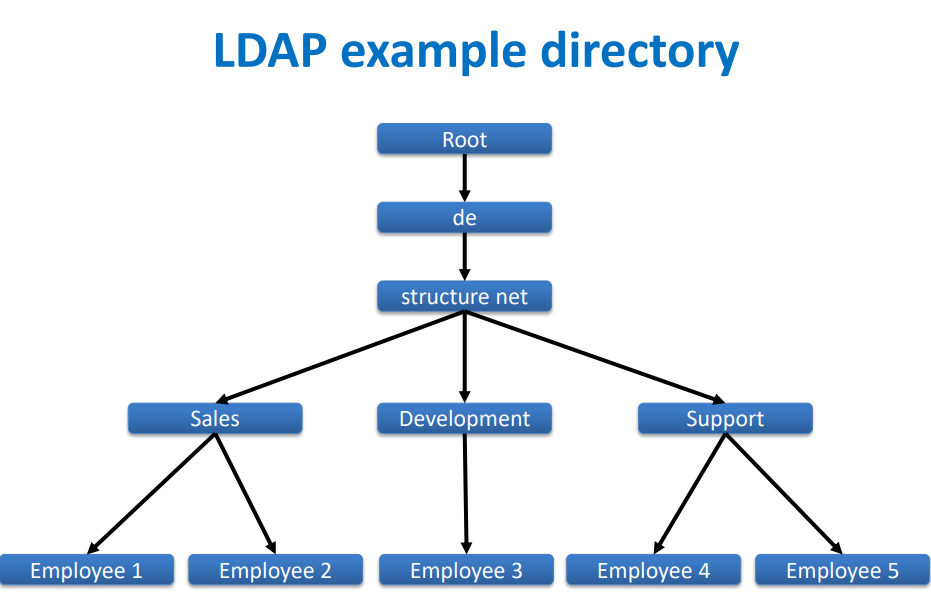 LDAP example directory
Root
de
structure net
Sales
Development
Support
Employee 1
Employee 2
Employee 3
Employee 4
Employee 5